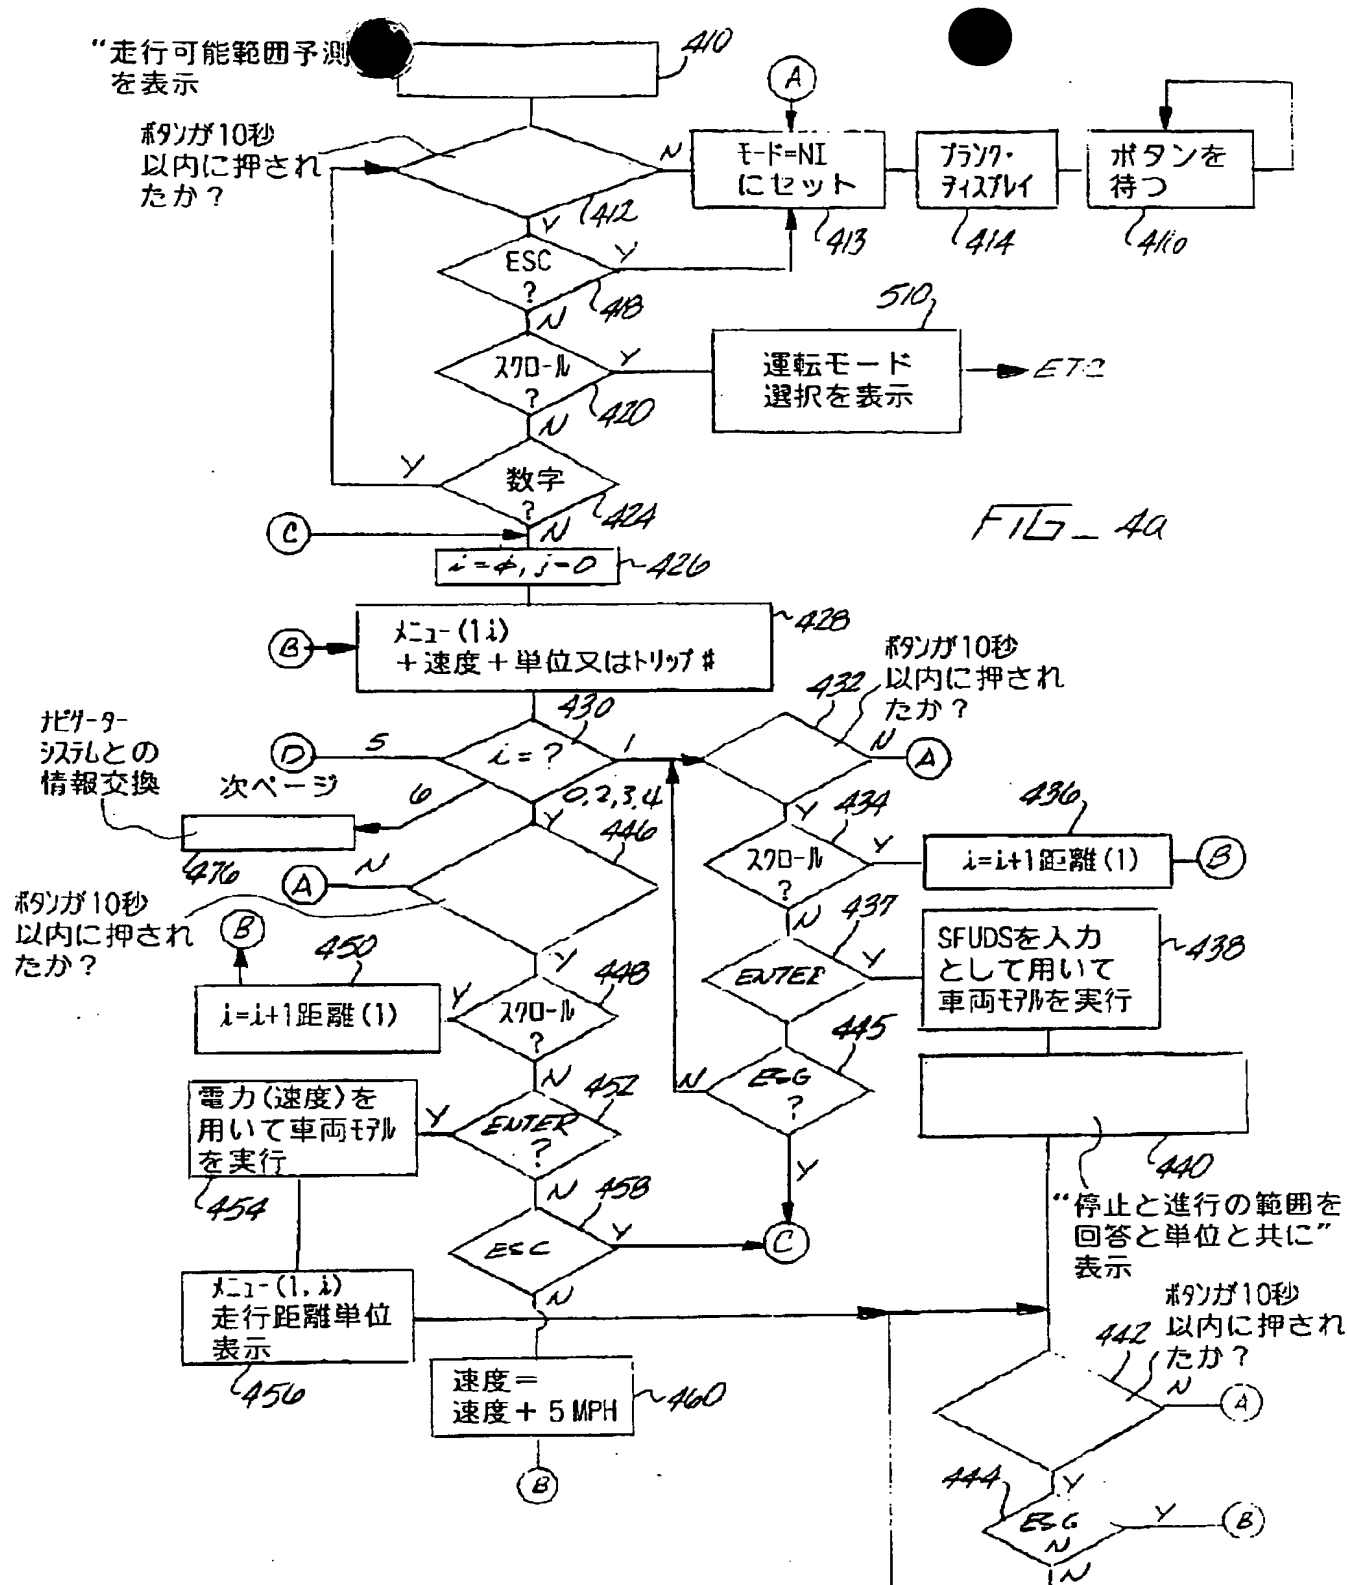 “走行可能範囲予測
を表示
410
A
ボタンが10秒
以内に押され
たか？
N
モード=NI
にセット
ブランク・
ディスプレイ
ボタンを
待つ
412
413
414
416
Y
ESC
?
Y
418
N
510
スクロール
?
Y
420
運転モード
選択を表示
ETC
N
Y
数字
?
424
N
C
FIG_ 4a
i=φ, j=0
426
メニュー(1i)
＋速度＋単位又はトリップ#
428
B
ボタンが10秒
以内に押され
たか？
432
430
i=?
D
5
1
N
A
ナビゲーター
システムとの
情報交換
次ページ
6
0,2,3,4
476
Y
446
N
A
Y
434
スクロール
?
Y
436
i=i+1距離(1)
B
ボタンが10秒
以内に押され
たか？
B
450
i=i+1距離(1)
Y
448
スクロール
?
Y
N
437
ENTER
Y
SFUDSを入力
として用いて
車両モデルを実行
438
N
445
ESC
?
N
Y
C
440
“停止と進行の範囲を
回答と単位と共に”
表示
電力(速度)を
用いて車両モデル
を実行
454
Y
452
ENTER
?
N
458
ESC
Y
N
メニュー(1,i)
走行距離単位
表示
456
速度＝
速度＋5MPH
460
B
ボタンが10秒
以内に押され
たか？
442
N
A
Y
444
ESC
N
Y
B
N